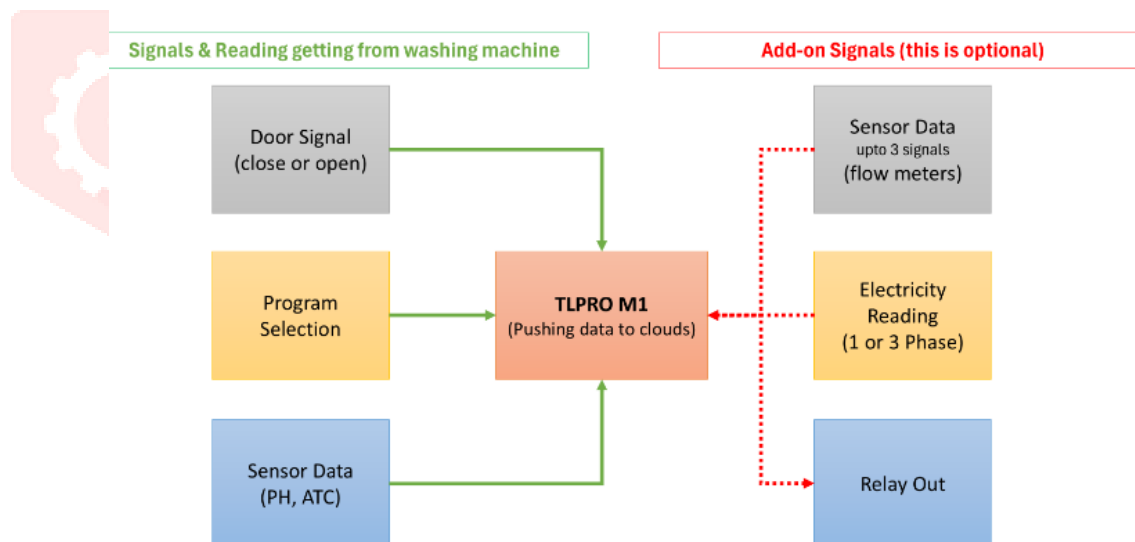 Signals & Reading getting from washing machine
Add-on Signals (this is optional)
Door Signal
(close or open)
Sensor Data
upto 3 signals
(flow meters)
Program
Selection
TLPRO M1
(Pushing data to clouds)
Electricity
Reading
(1 or 3 Phase)
Sensor Data
(PH, ATC)
Relay Out